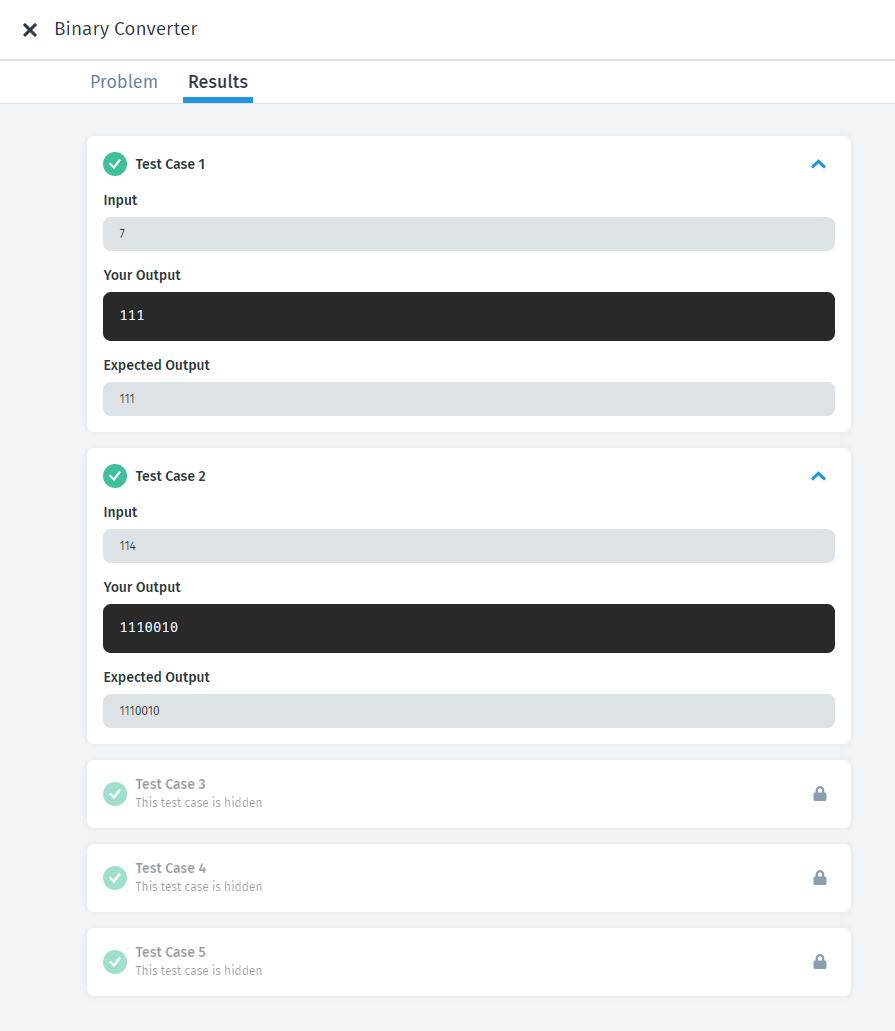 Binary Converter
Problem Results
Test Case 1
Input
7
Your Output
111
Expected Output
111
Test Case 2
Input
114
Your Output
1110010
Expected Output
1110010
Test Case 3
This test case is hidden
Test Case 4
This test case is hidden
Test Case 5
This test case is hidden